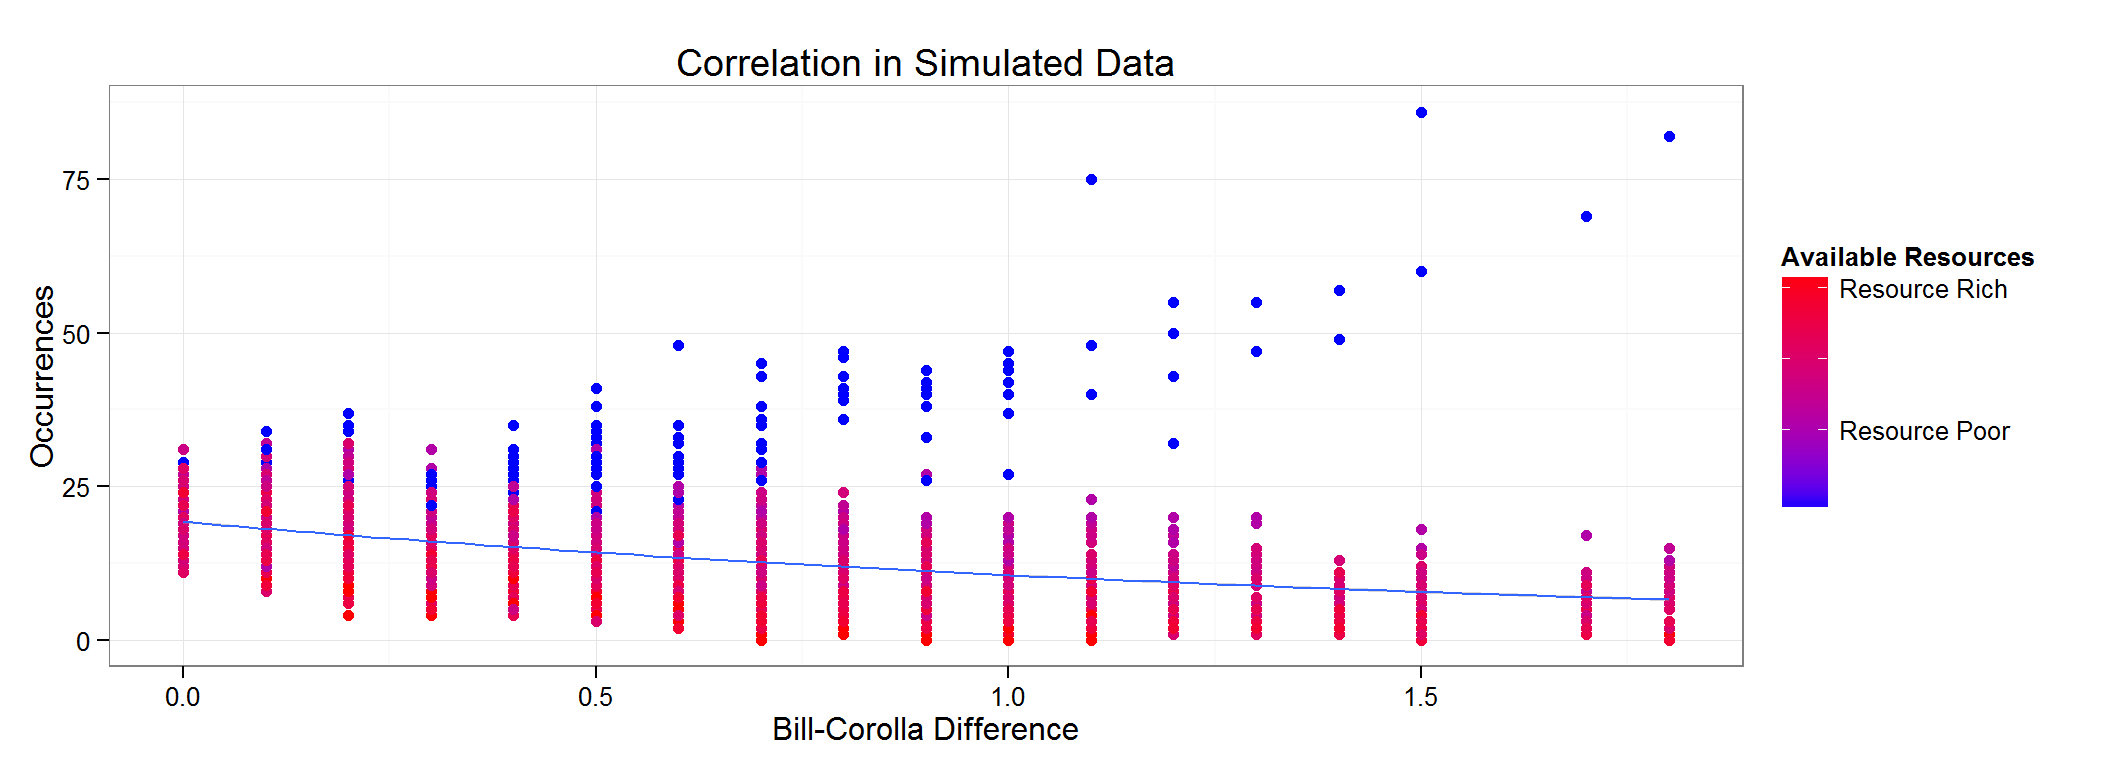 Correlation in Simulated Data
Occurrences
75
50
25
0
0.0
0.5
1.0
1.5
Bill-Corolla Difference
Available Resources
Resource Rich
Resource Poor